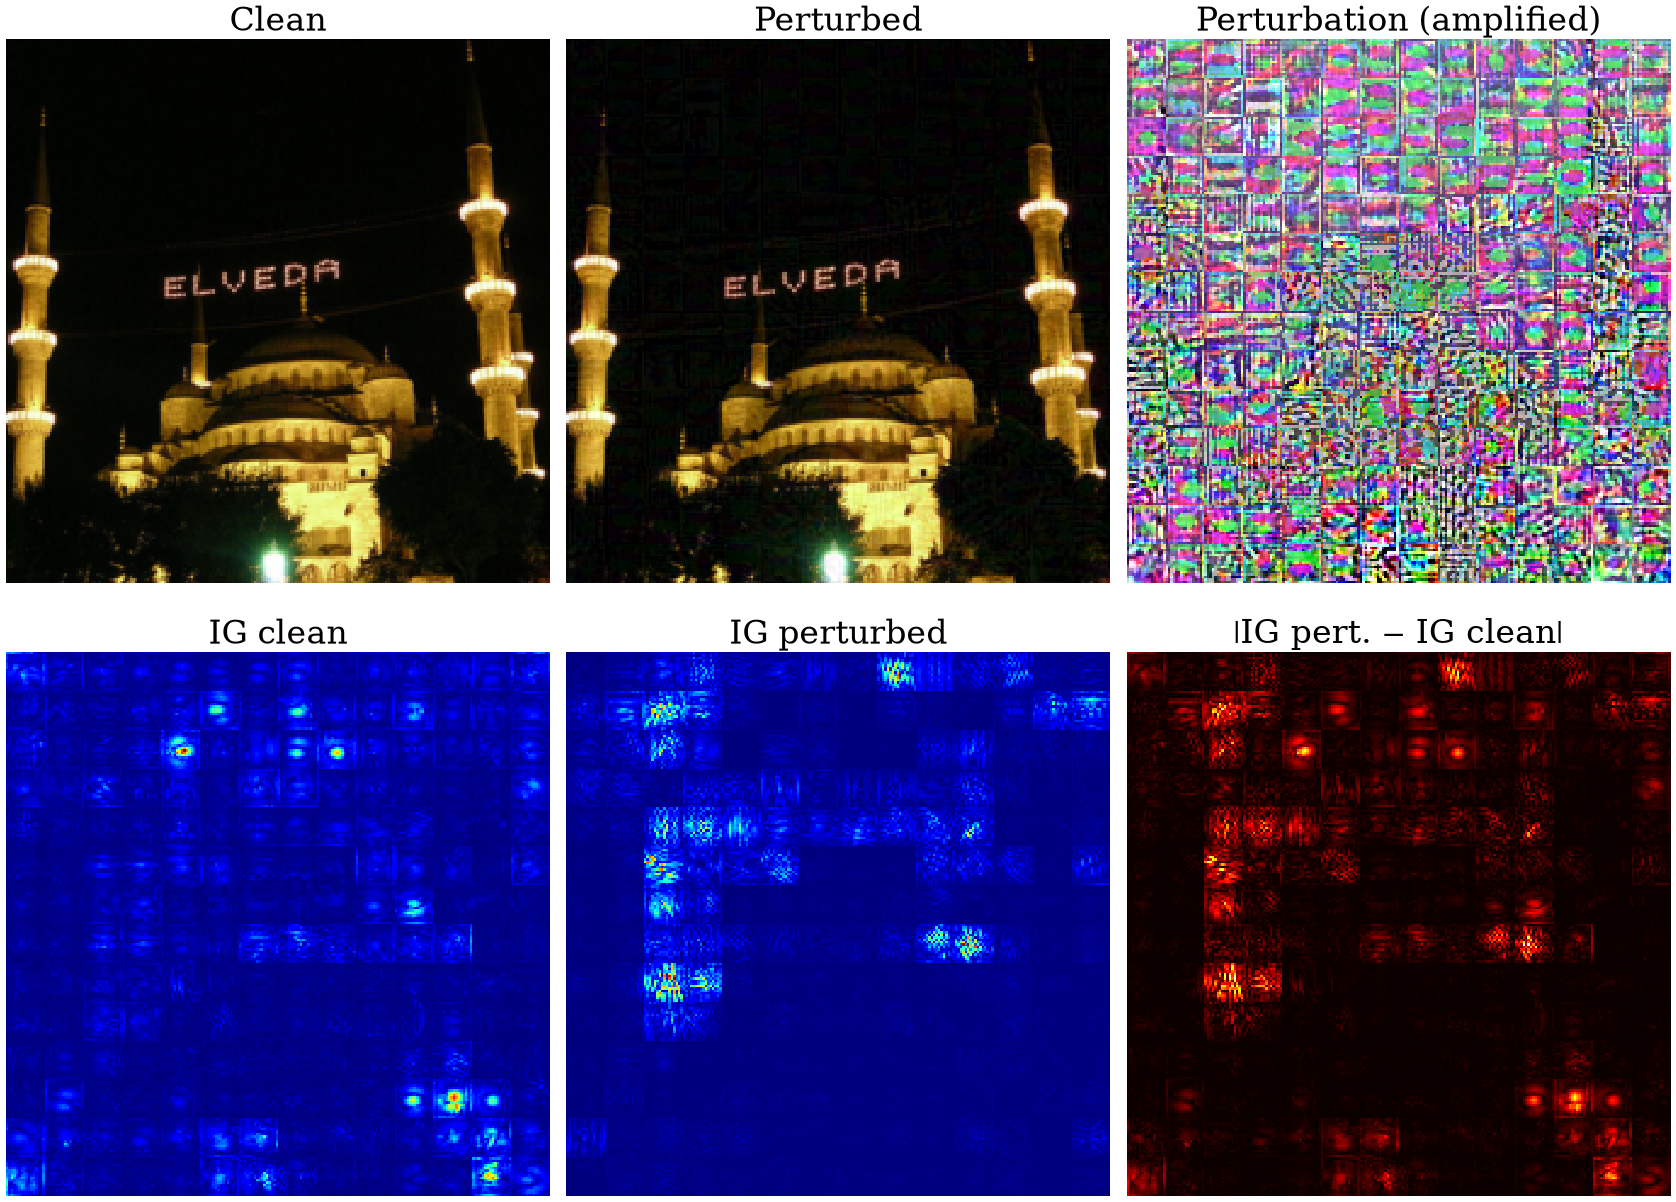 Clean
Perturbed
Perturbation (amplified)
ELVEDA
ELVEDA
IG clean
IG perturbed
|IG pert. − IG clean|